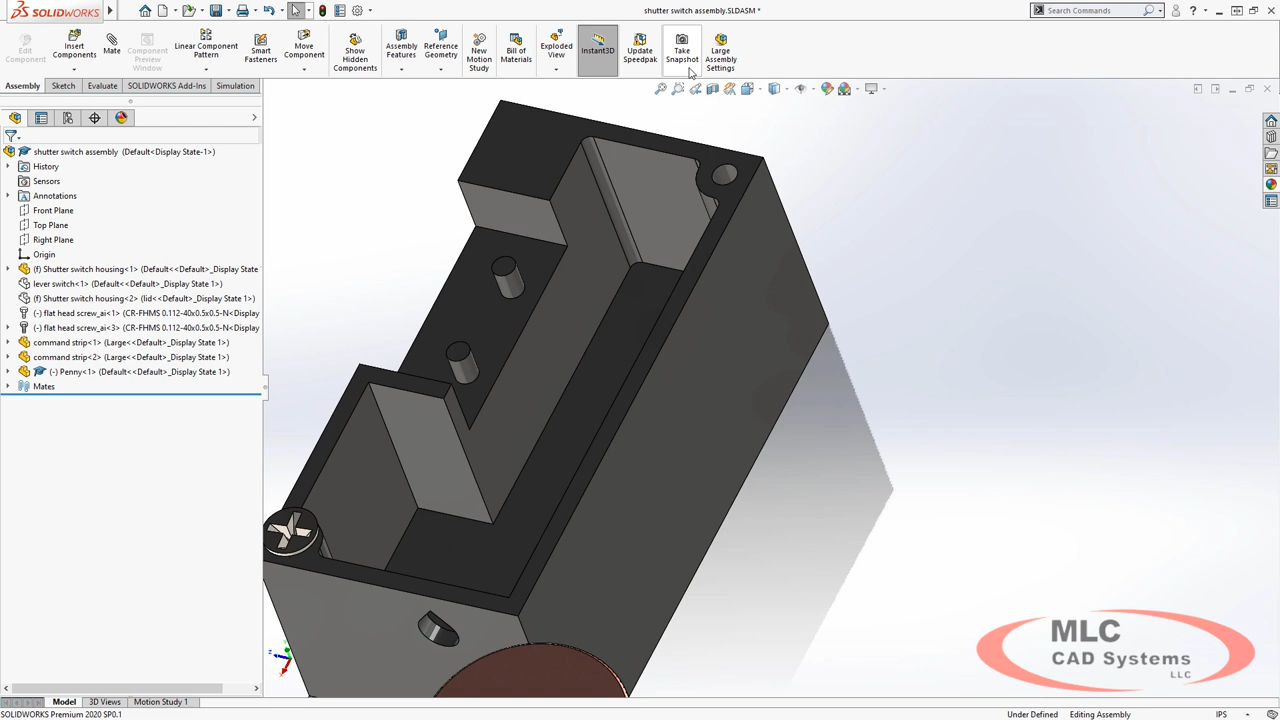 SOLIDWORKS
shutter switch assembly.SLDASM *
Search Commands
Edit Component
Insert Components
Mate
Component Preview Window
Linear Component Pattern
Smart Fasteners
Move Component
Show Hidden Components
Assembly Features
Reference Geometry
New Motion Study
Bill of Materials
Exploded View
Instant3D
Update Speedpak
Take Snapshot
Large Assembly Settings
Assembly Sketch Evaluate SOLIDWORKS Add-Ins Simulation
shutter switch assembly (Default<Display State-1>)
History
Sensors
Annotations
Front Plane
Top Plane
Right Plane
Origin
(f) Shutter switch housing<1> (Default<<Default>_Display State
lever switch<1> (Default<<Default>_Display State 1>)
(f) Shutter switch housing<2> (lid<<Default>_Display State 1>)
(-) flat head screw_ai<1> (CR-FHMS 0.112-40x0.5x0.5-N<Display
(-) flat head screw_ai<3> (CR-FHMS 0.112-40x0.5x0.5-N<Display
command strip<1> (Large<<Default>_Display State 1>)
command strip<2> (Large<<Default>_Display State 1>)
(-) Penny<1> (Default<<Default>_Display State 1>)
Mates
MLC
CAD Systems
LLC
Model 3D Views Motion Study 1
SOLIDWORKS Premium 2020 SP0.1
Under Defined Editing Assembly IPS